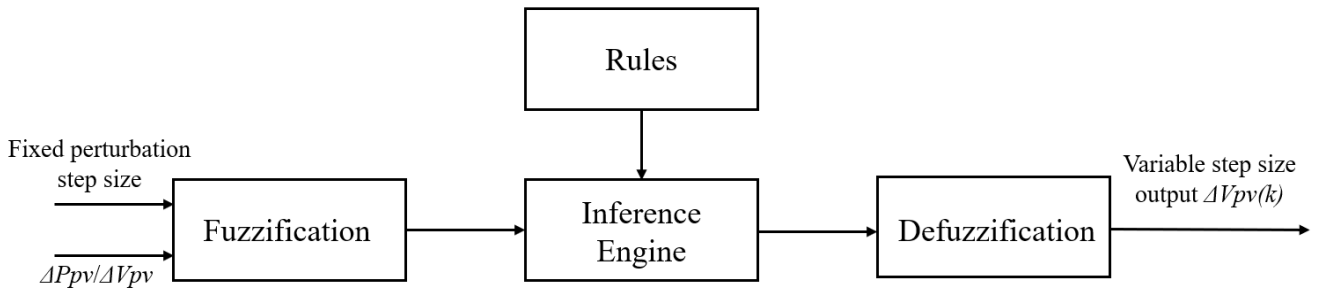 Rules
Fixed perturbation
step size
ΔPpv/ΔVpv
Fuzzification
Inference
Engine
Defuzzification
Variable step size
output ΔVpv(k)